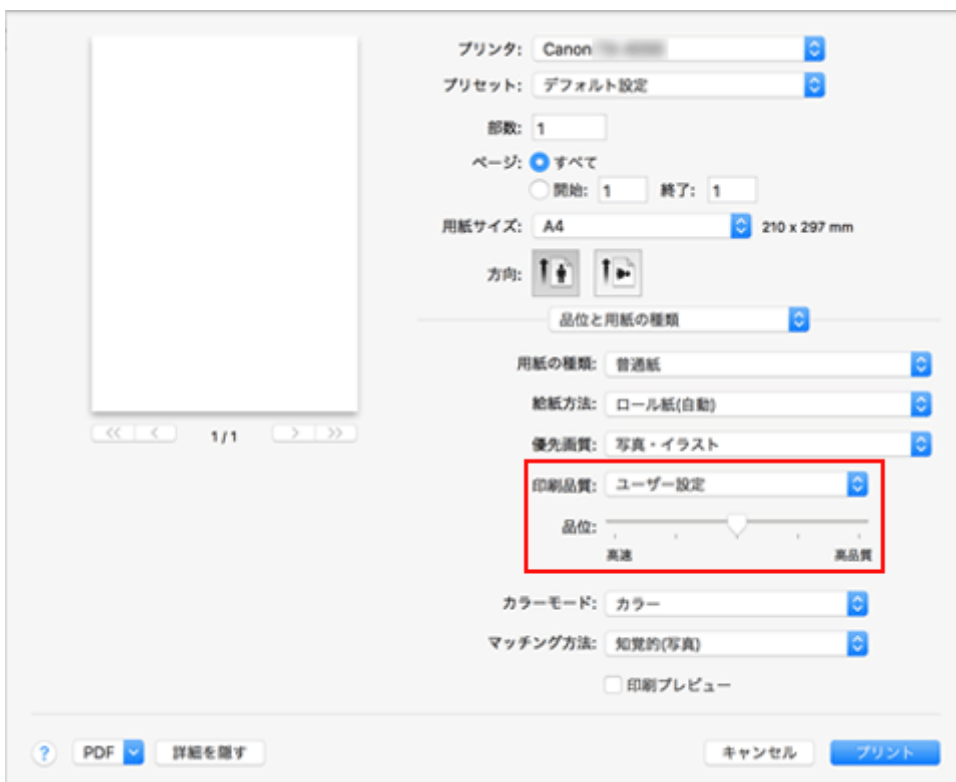 プリンタ: Canon
プリセット: デフォルト設定
部数: 1
ページ: すべて
開始: 1 終了: 1
用紙サイズ: A4 210 x 297 mm
方向:
品位と用紙の種類
用紙の種類: 普通紙
給紙方法: ロール紙(自動)
優先画質: 写真・イラスト
印刷品質: ユーザー設定
品位:
高速 高品質
カラーモード: カラー
マッチング方法: 知覚的(写真)
印刷プレビュー
1 / 1
? PDF 詳細を隠す キャンセル プリント